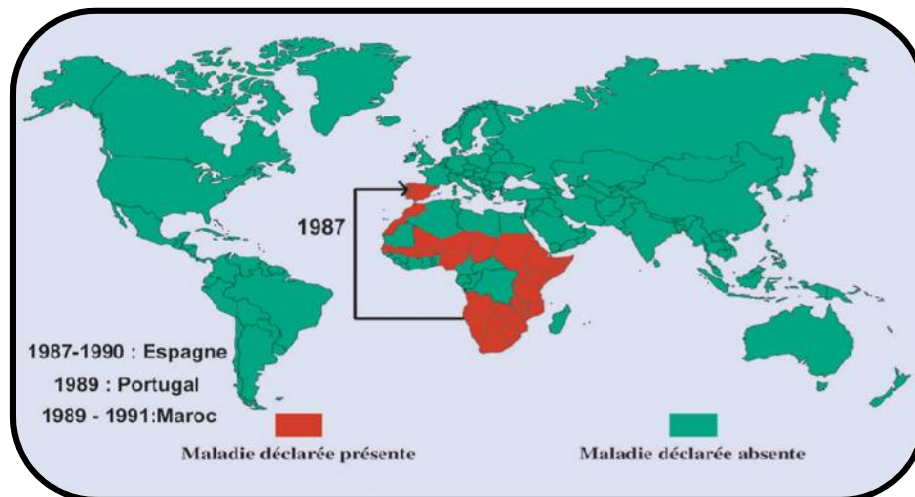 1987
1987-1990 : Espagne
1989 : Portugal
1989 - 1991:Maroc
Maladie déclarée présente
Maladie déclarée absente